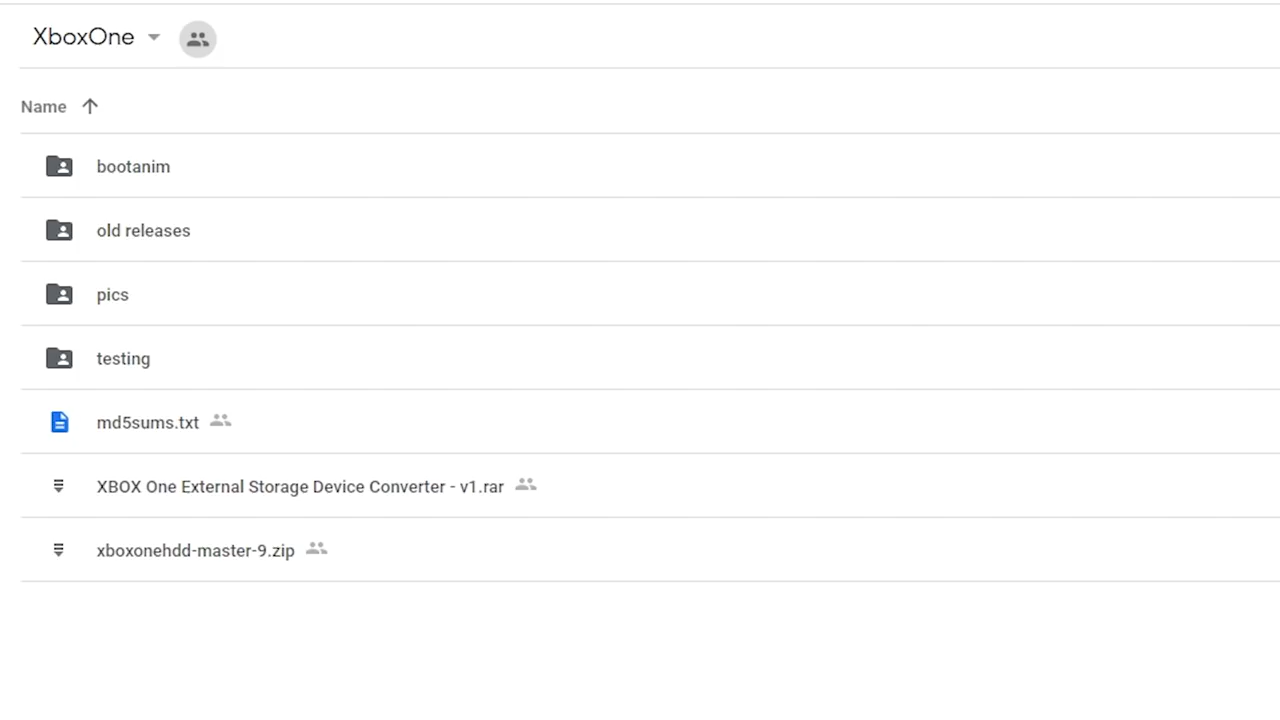 XboxOne
Name
bootanim
old releases
pics
testing
md5sums.txt
XBOX One External Storage Device Converter - v1.rar
xboxonehdd-master-9.zip